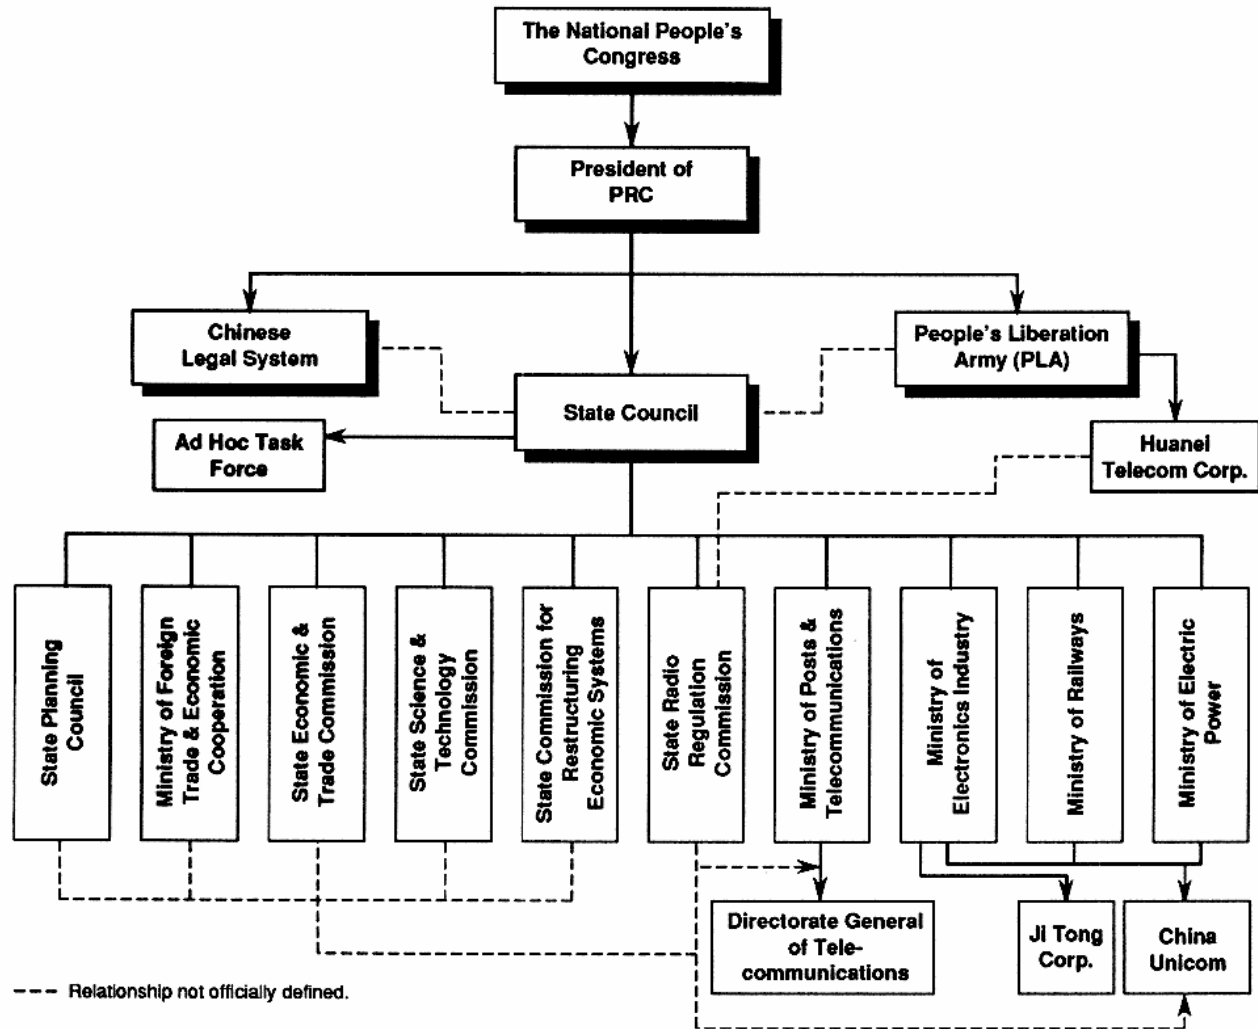 The National People's
Congress
President of
PRC
Chinese
Legal System
People's Liberation
Army (PLA)
State Council
Ad Hoc Task
Force
Huanei
Telecom Corp.
State Planning
Council
Ministry of Foreign
Trade & Economic
Cooperation
State Economic &
Trade Commission
State Science &
Technology
Commission
State Commission for
Restructuring
Economic Systems
State Radio
Regulation
Commission
Ministry of Posts &
Telecommunications
Ministry of
Electronics Industry
Ministry of Railways
Ministry of Electric
Power
Directorate General
of Tele-
communications
Ji Tong
Corp.
China
Unicom
Relationship not officially defined.